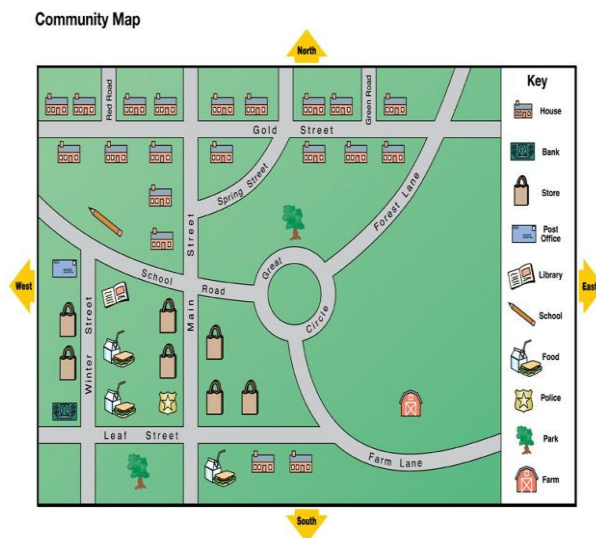 Community Map
North
Key
Red Road
Green Road
House
Gold Street
Bank
Spring Street
Store
Forest Lane
Street
Post
Office
School Road
Great
Circle
West
East
Library
Winter Street
Main
School
Food
Police
Leaf Street
Farm Lane
Park
Farm
South